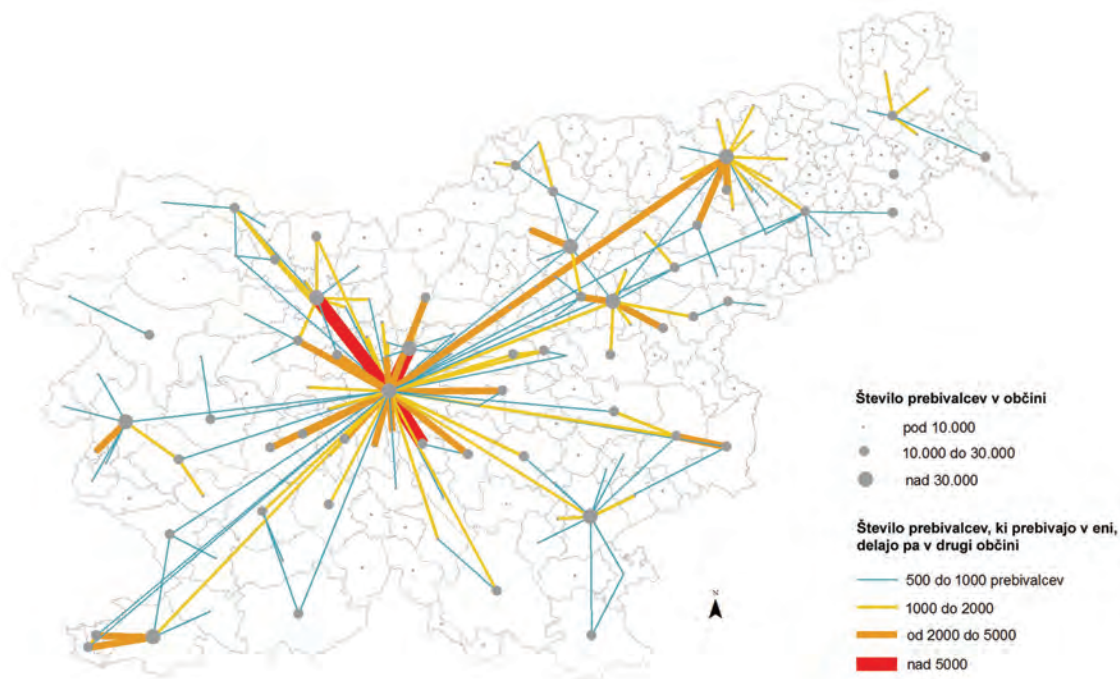 N
Število prebivalcev v občini
pod 10.000
10.000 do 30.000
nad 30.000
Število prebivalcev, ki prebivajo v eni,
delajo pa v drugi občini
500 do 1000 prebivalcev
1000 do 2000
od 2000 do 5000
nad 5000